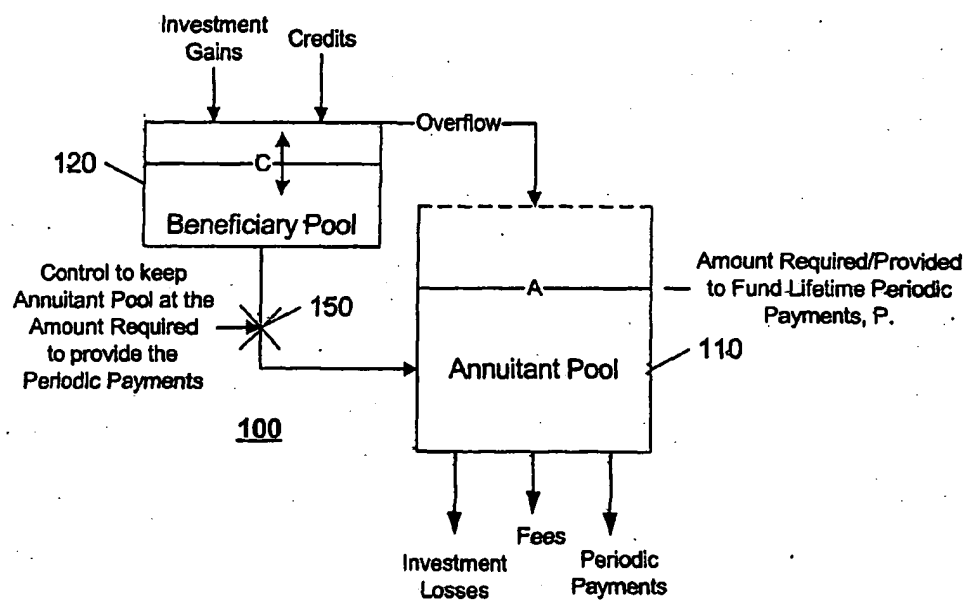 Investment
Gains
Credits
Overflow
120
C
Beneficiary Pool
Control to keep
Annuitant Pool at the
Amount Required
to provide the
Periodic Payments
150
A
Amount Required/Provided
to Fund Lifetime Periodic
Payments, P.
Annuitant Pool
110
100
Investment
Losses
Fees
Periodic
Payments